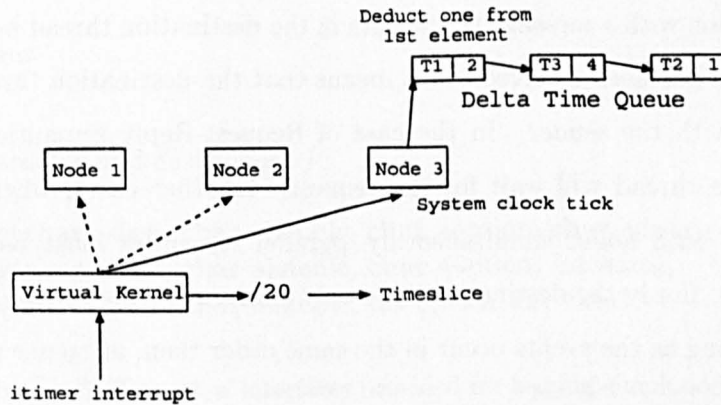 Deduct one from
1st element
T1 2 T3 4 T2 1
Delta Time Queue
Node 1 Node 2 Node 3
System clock tick
Virtual Kernel /20 Timeslice
itimer interrupt